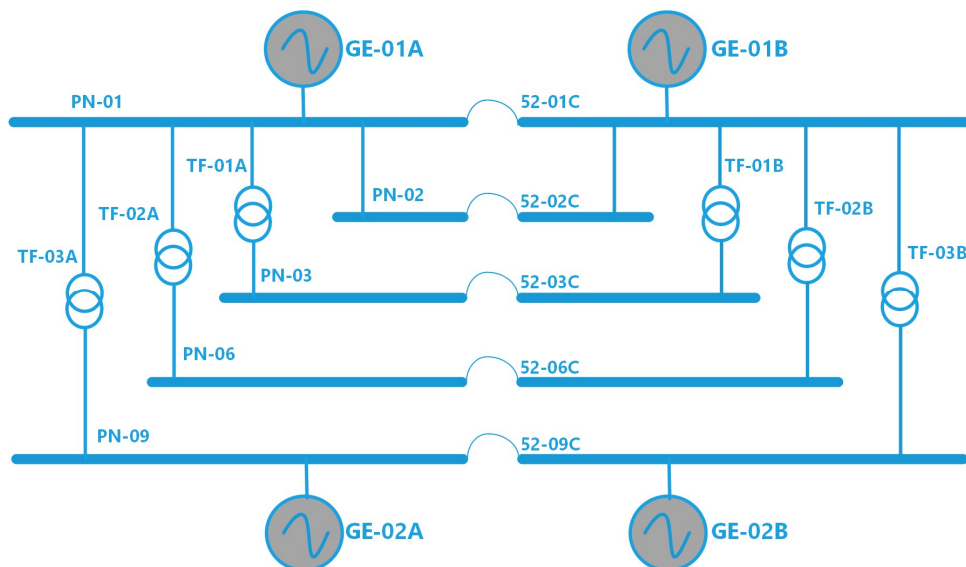 GE-01A
GE-01B
PN-01
52-01C
TF-01A
TF-01B
PN-02
52-02C
TF-02A
TF-02B
TF-03A
TF-03B
PN-03
52-03C
PN-06
52-06C
PN-09
52-09C
GE-02A
GE-02B